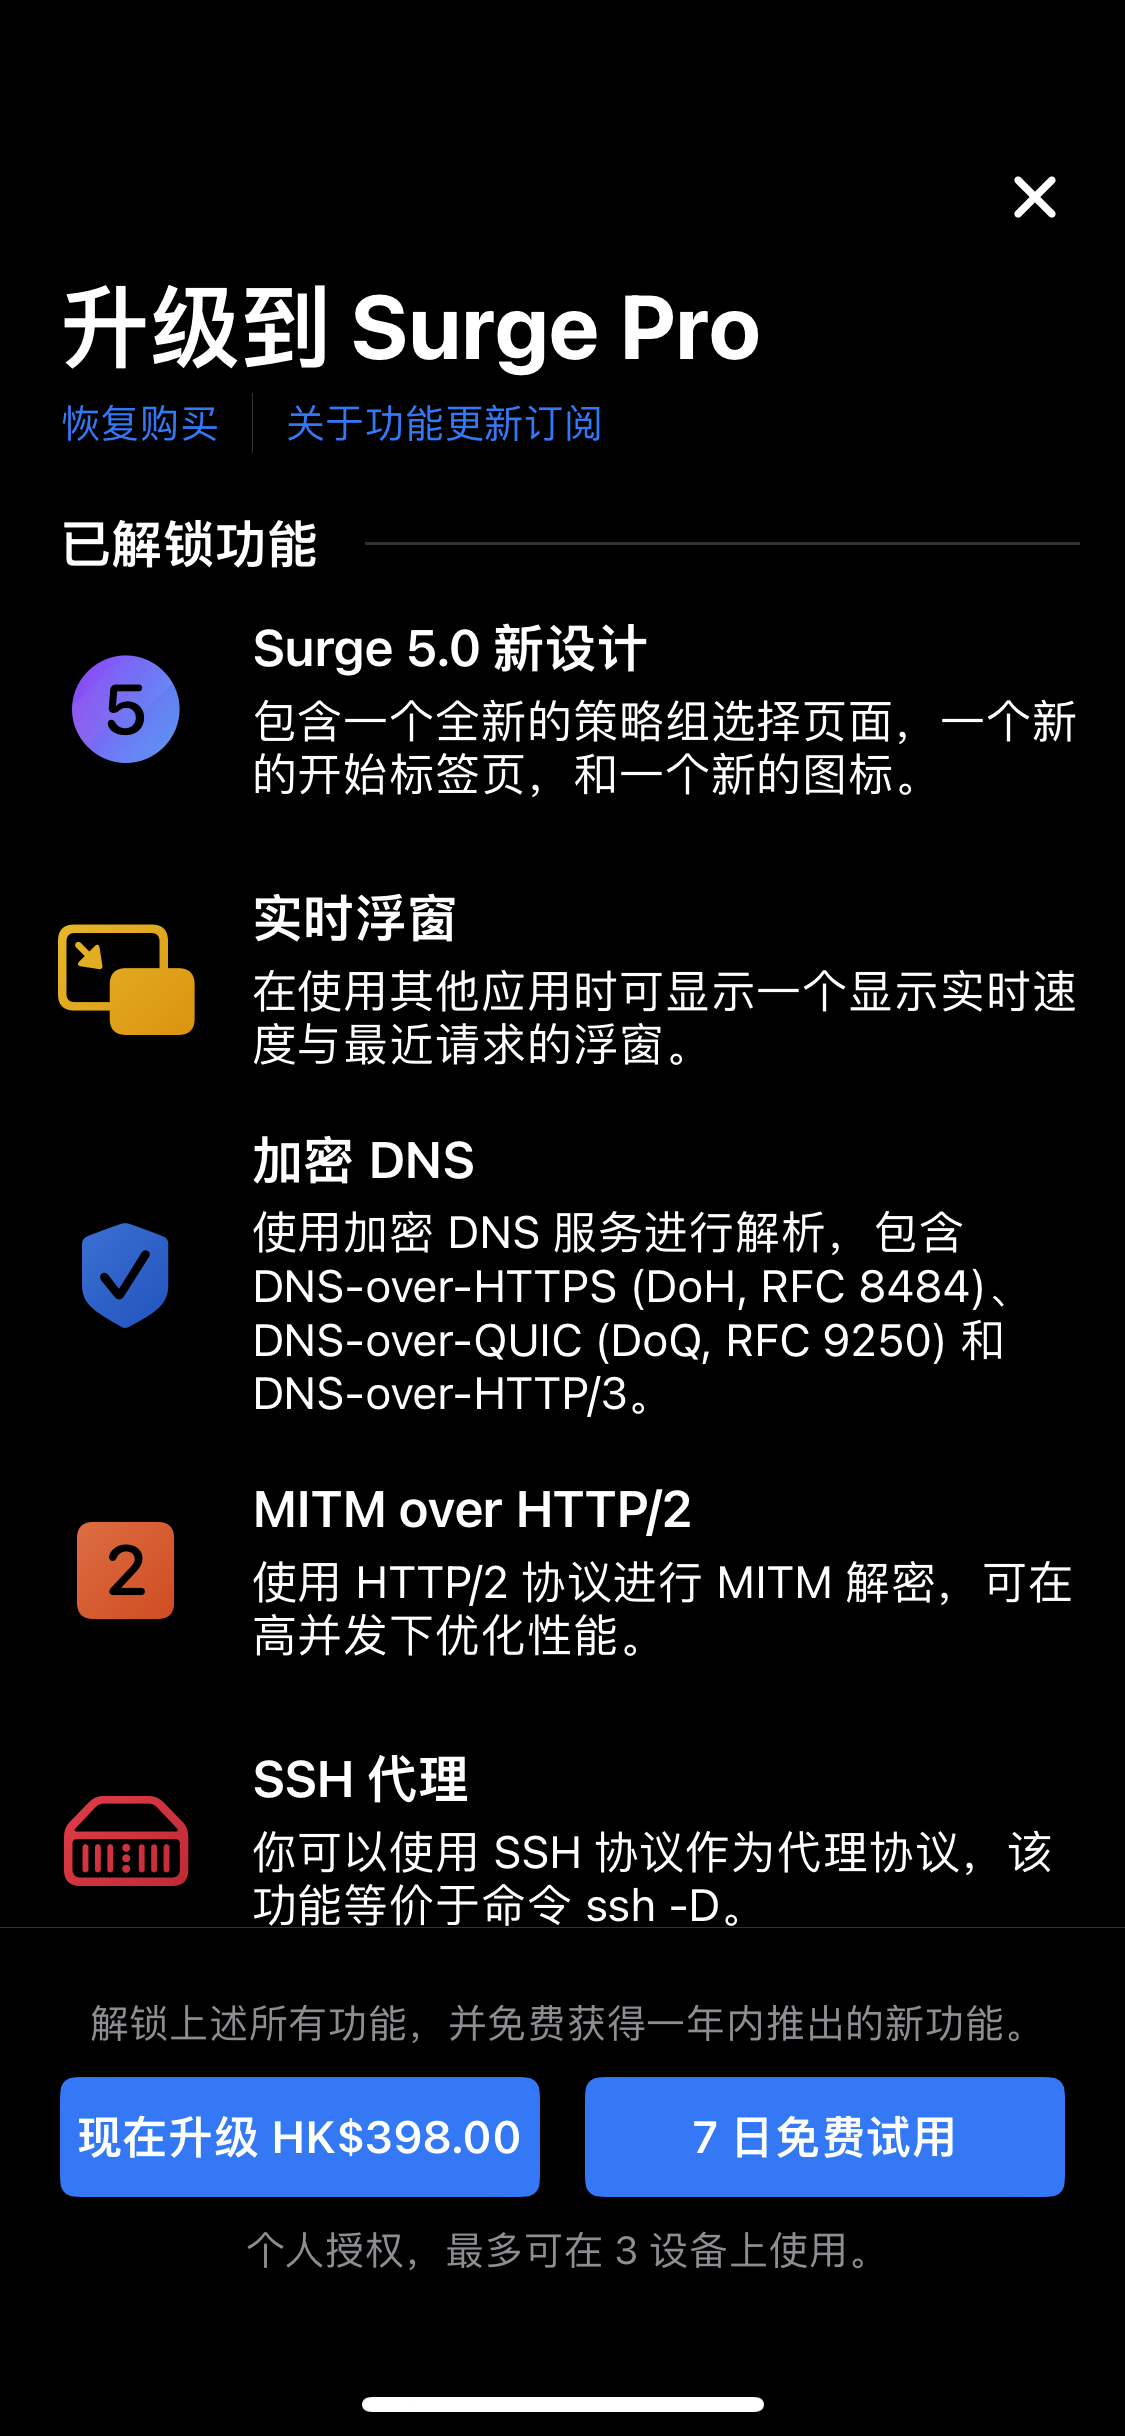 升级到 Surge Pro
恢复购买
关于功能更新订阅
已解锁功能
5
Surge 5.0 新设计
包含一个全新的策略组选择页面，一个新
的开始标签页，和一个新的图标。
实时浮窗
在使用其他应用时可显示一个显示实时速
度与最近请求的浮窗。
加密 DNS
使用加密 DNS 服务进行解析，包含
DNS-over-HTTPS (DoH, RFC 8484)、
DNS-over-QUIC (DoQ, RFC 9250) 和
DNS-over-HTTP/3。
2
MITM over HTTP/2
使用 HTTP/2 协议进行 MITM 解密，可在
高并发下优化性能。
SSH 代理
你可以使用 SSH 协议作为代理协议，该
功能等价于命令 ssh -D。
解锁上述所有功能，并免费获得一年内推出的新功能。
现在升级 HK$398.00
7 日免费试用
个人授权，最多可在 3 设备上使用。